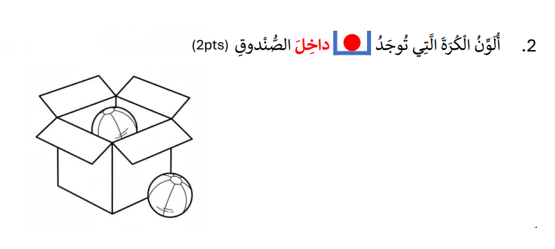 2. أُلَوِّنُ الْكُرَةَ الَّتِي تُوجَدُ داخِلَ الصُّنْدوقِ (2pts)